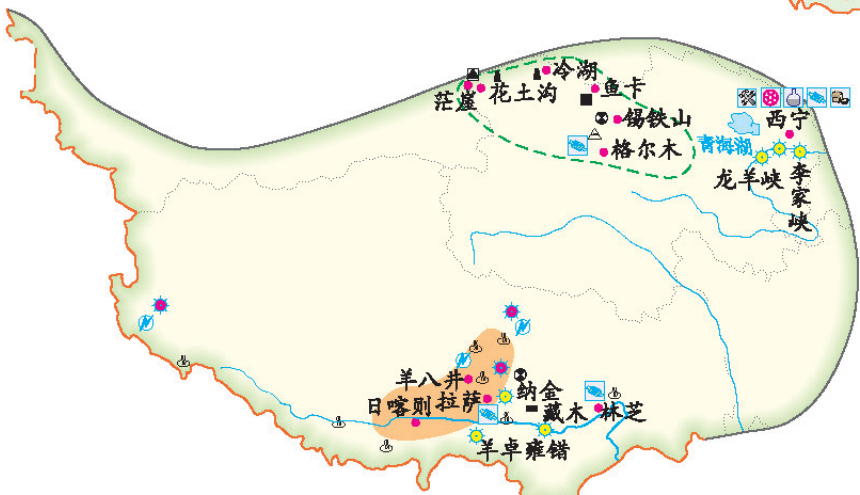 冷湖
茫崖
花土沟
鱼卡
锡铁山
格尔木
西宁
青海湖
龙羊峡
李家峡
羊八井
日喀则
拉萨
纳金
藏木
林芝
羊卓雍错